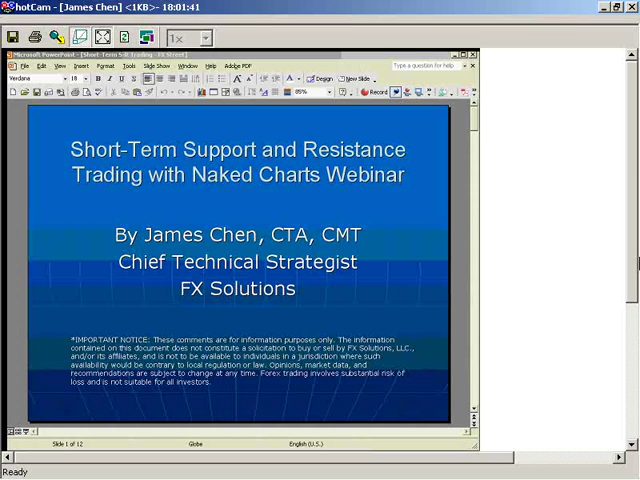 hotCam - [James Chen] <1KB> - 18:01:41
1x
Microsoft PowerPoint - [Short-Term S/R Trading - FX Street]
File Edit View Insert Format Tools Slide Show Window Help Adobe PDF
Type a question for help
Verdana 18 B I U S Design New Slide
85% Record
Short-Term Support and Resistance
Trading with Naked Charts Webinar
By James Chen, CTA, CMT
Chief Technical Strategist
FX Solutions
*IMPORTANT NOTICE: These comments are for information purposes only. The information
contained on this document does not constitute a solicitation to buy or sell by FX Solutions, LLC.,
and/or its affiliates, and is not to be available to individuals in a jurisdiction where such
availability would be contrary to local regulation or law. Opinions, market data, and
recommendations are subject to change at any time. Forex trading involves substantial risk of
loss and is not suitable for all investors.
Slide 1 of 12 Globe English (U.S.)
Ready